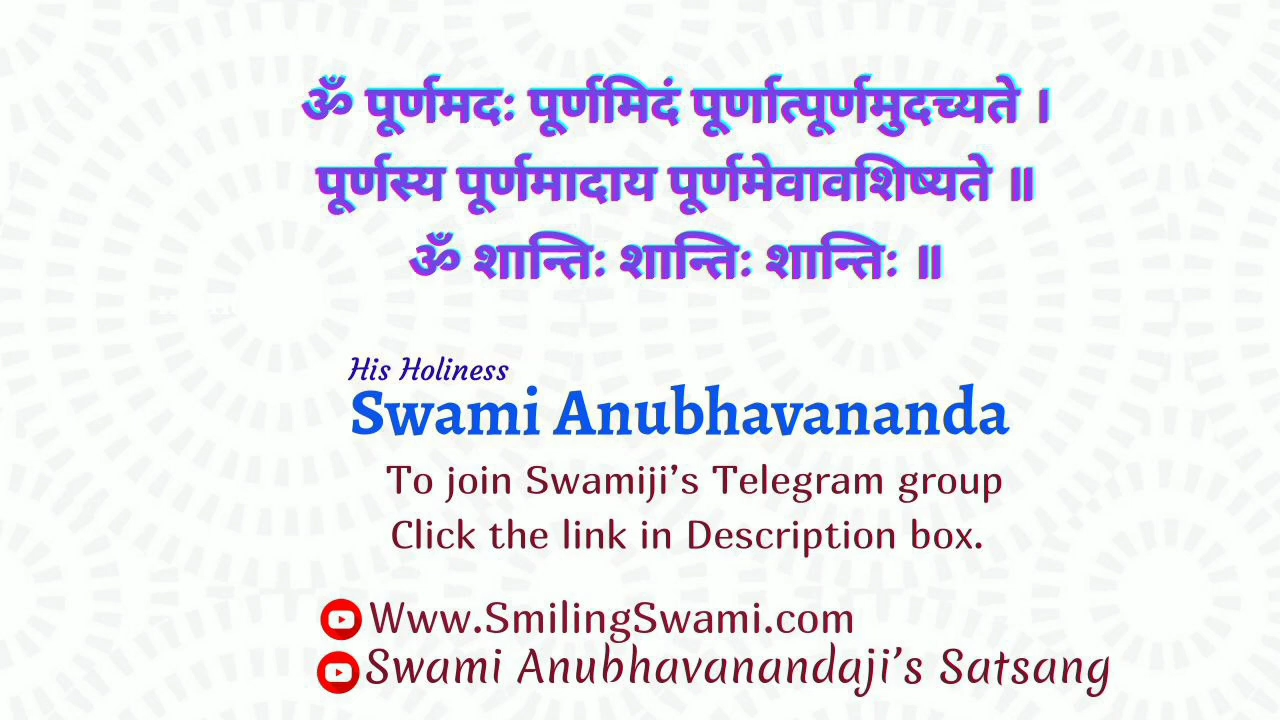 ॐ पूर्णमदः पूर्णमिदं पूर्णात्पूर्णमुदच्यते ।
पूर्णस्य पूर्णमादाय पूर्णमेवावशिष्यते ॥
ॐ शान्तिः शान्तिः शान्तिः ॥
His Holiness
Swami Anubhavananda
To join Swamiji's Telegram group
Click the link in Description box.
Www.SmilingSwami.com
Swami Anubhavanandaji's Satsang